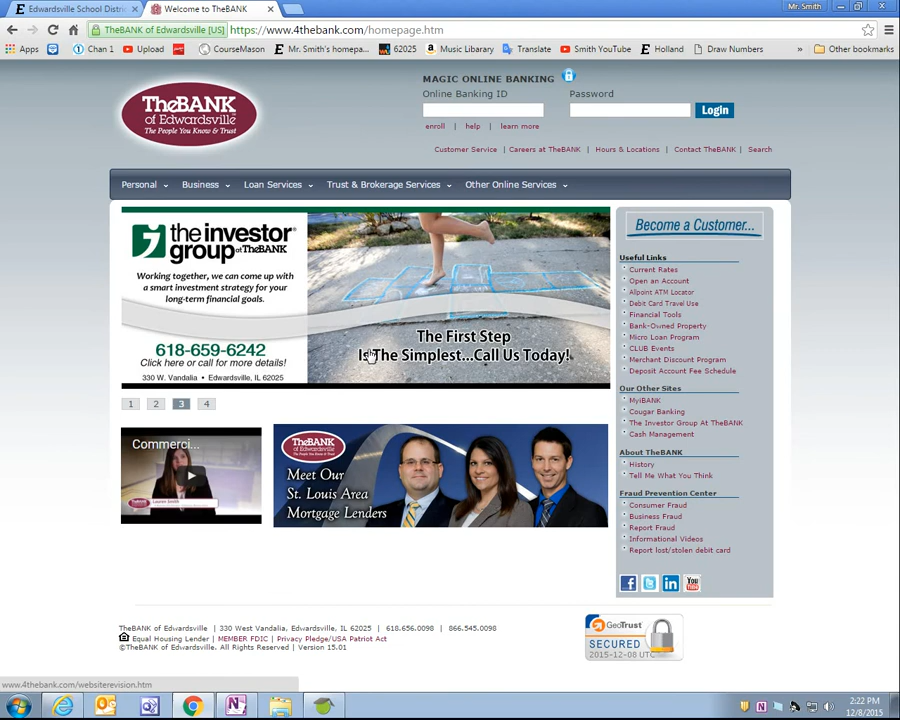 Edwardsville School Distri
Welcome to TheBANK
Mr. Smith
TheBANK of Edwardsville [US]
https://www.4thebank.com/homepage.htm
Apps
Chan 1
Upload
CourseMason
Mr. Smith's homepa...
62025
Music Libarary
Translate
Smith YouTube
Holland
Draw Numbers
»
Other bookmarks
TheBANK
of Edwardsville
The People You Know & Trust
MAGIC ONLINE BANKING
Online Banking ID
Password
Login
enroll | help | learn more
Customer Service | Careers at TheBANK | Hours & Locations | Contact TheBANK | Search
Personal
Business
Loan Services
Trust & Brokerage Services
Other Online Services
the investor
group at TheBANK
Working together, we can come up with
a smart investment strategy for your
long-term financial goals.
618-659-6242
Click here or call for more details!
330 W. Vandalia • Edwardsville, IL 62025
The First Step
Is The Simplest...Call Us Today!
1
2
3
4
Commerci...
TheBANK
of Edwardsville
Meet Our
St. Louis Area
Mortgage Lenders
Become a Customer...
Useful Links
Current Rates
Open an Account
Allpoint ATM Locator
Debit Card Travel Use
Financial Tools
Bank-Owned Property
Micro Loan Program
CLUB Events
Merchant Discount Program
Deposit Account Fee Schedule
Our Other Sites
MyiBANK
Cougar Banking
The Investor Group At TheBANK
Cash Management
About TheBANK
History
Tell Me What You Think
Fraud Prevention Center
Consumer Fraud
Business Fraud
Report Fraud
Informational Videos
Report lost/stolen debit card
TheBANK of Edwardsville | 330 West Vandalia, Edwardsville, IL 62025 | 618.656.0098 | 866.545.0098
Equal Housing Lender | MEMBER FDIC | Privacy Pledge/USA Patriot Act
©TheBANK of Edwardsville. All Rights Reserved | Version 15.01
GeoTrust
SECURED
2015-12-08 UTC
www.4thebank.com/websiterevision.htm
2:22 PM
12/8/2015